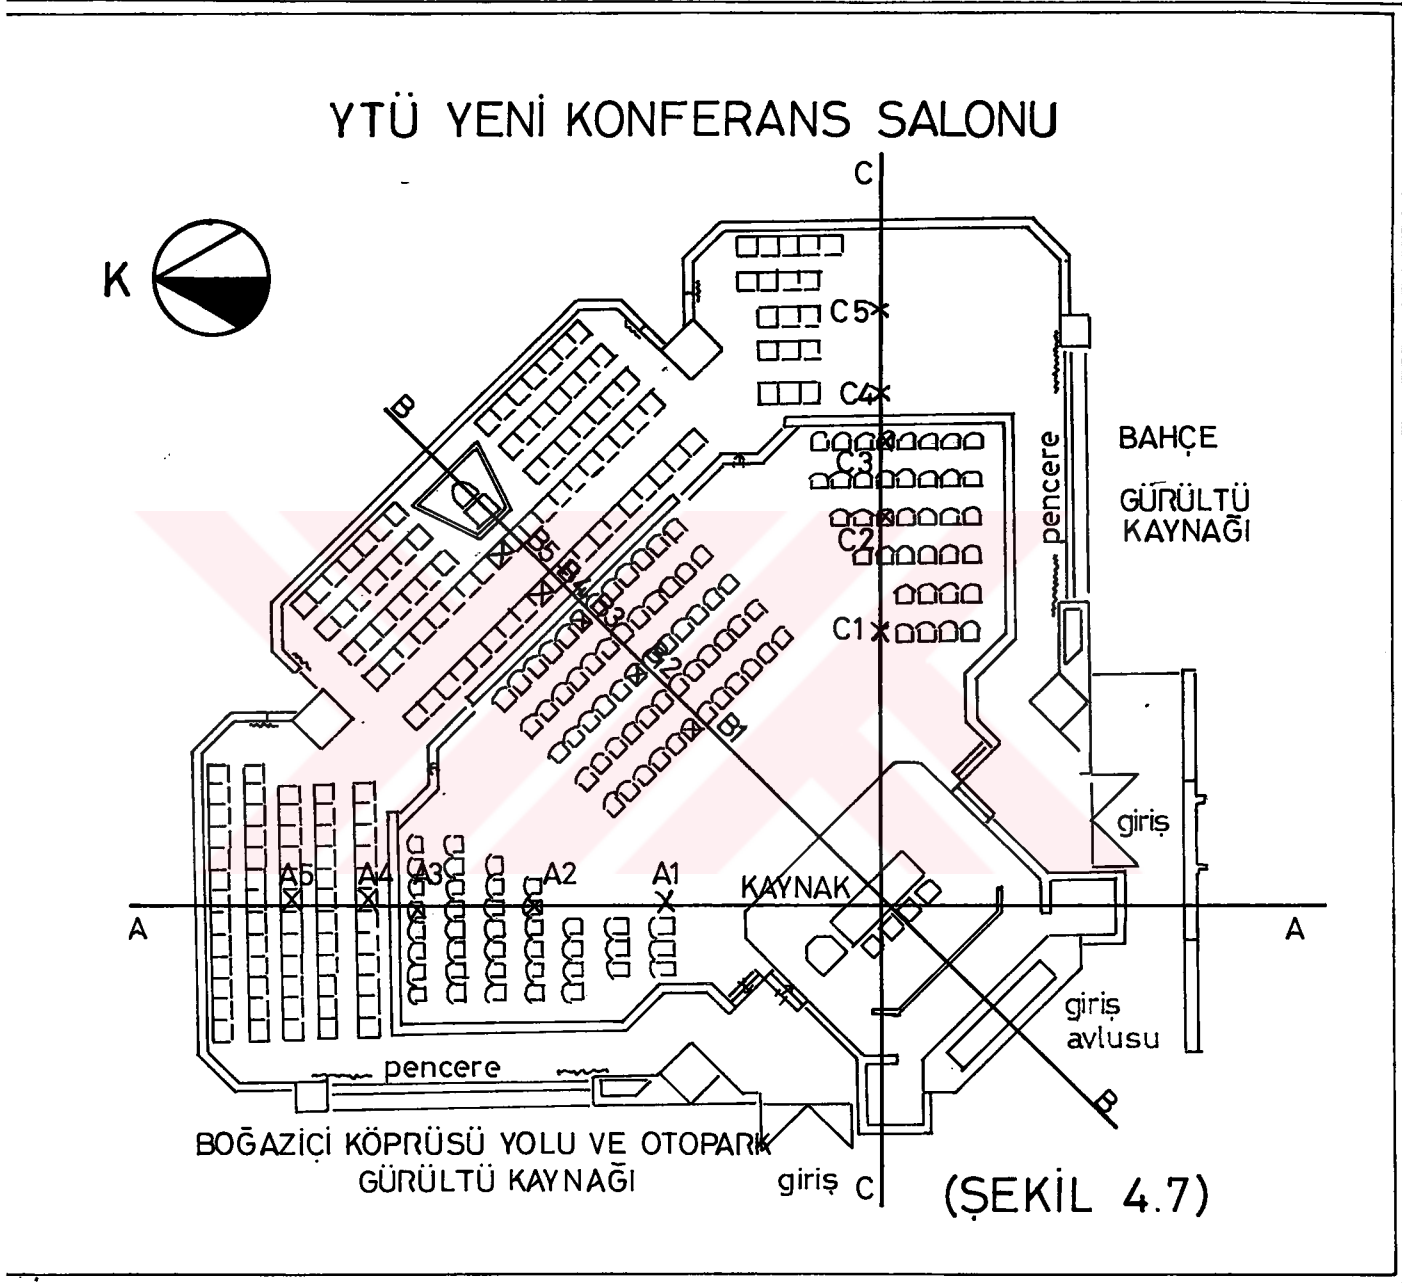 YTÜ YENİ KONFERANS SALONU
C
K
C5
B
C4
pencere
BAHÇE
C3
GÜRÜLTÜ
KAYNAĞI
C2
B5
B4
B3
C1
B2
B1
giriş
A5
A4
A3
A2
A1
KAYNAK
A
A
giriş
avlusu
pencere
B
BOĞAZİÇİ KÖPRÜSÜ YOLU VE OTOPARK
GÜRÜLTÜ KAYNAĞI
giriş
C
(ŞEKİL 4.7)